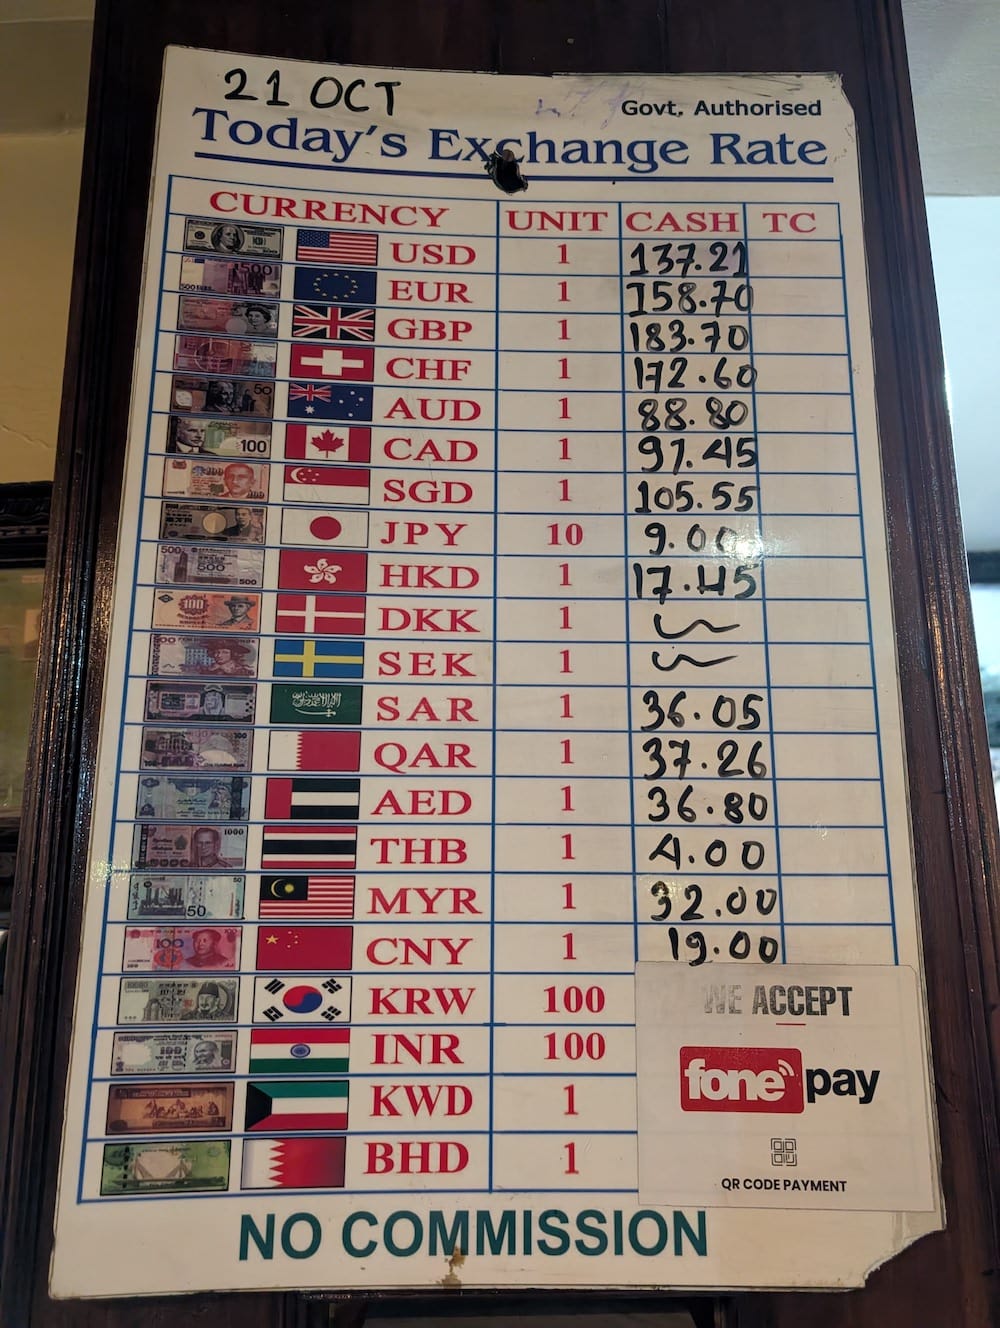 21 OCT
Govt. Authorised
Today's Exchange Rate
CURRENCY UNIT CASH TC
USD 1 137.21
EUR 1 158.70
GBP 1 183.70
CHF 1 172.60
AUD 1 88.80
CAD 1 97.45
SGD 1 105.55
JPY 10 9.00
HKD 1 17.45
DKK 1
SEK 1
SAR 1 36.05
QAR 1 37.26
AED 1 36.80
THB 1 4.00
MYR 1 32.00
CNY 1 19.00
KRW 100
INR 100
KWD 1
BHD 1
WE ACCEPT
fonepay
QR CODE PAYMENT
NO COMMISSION